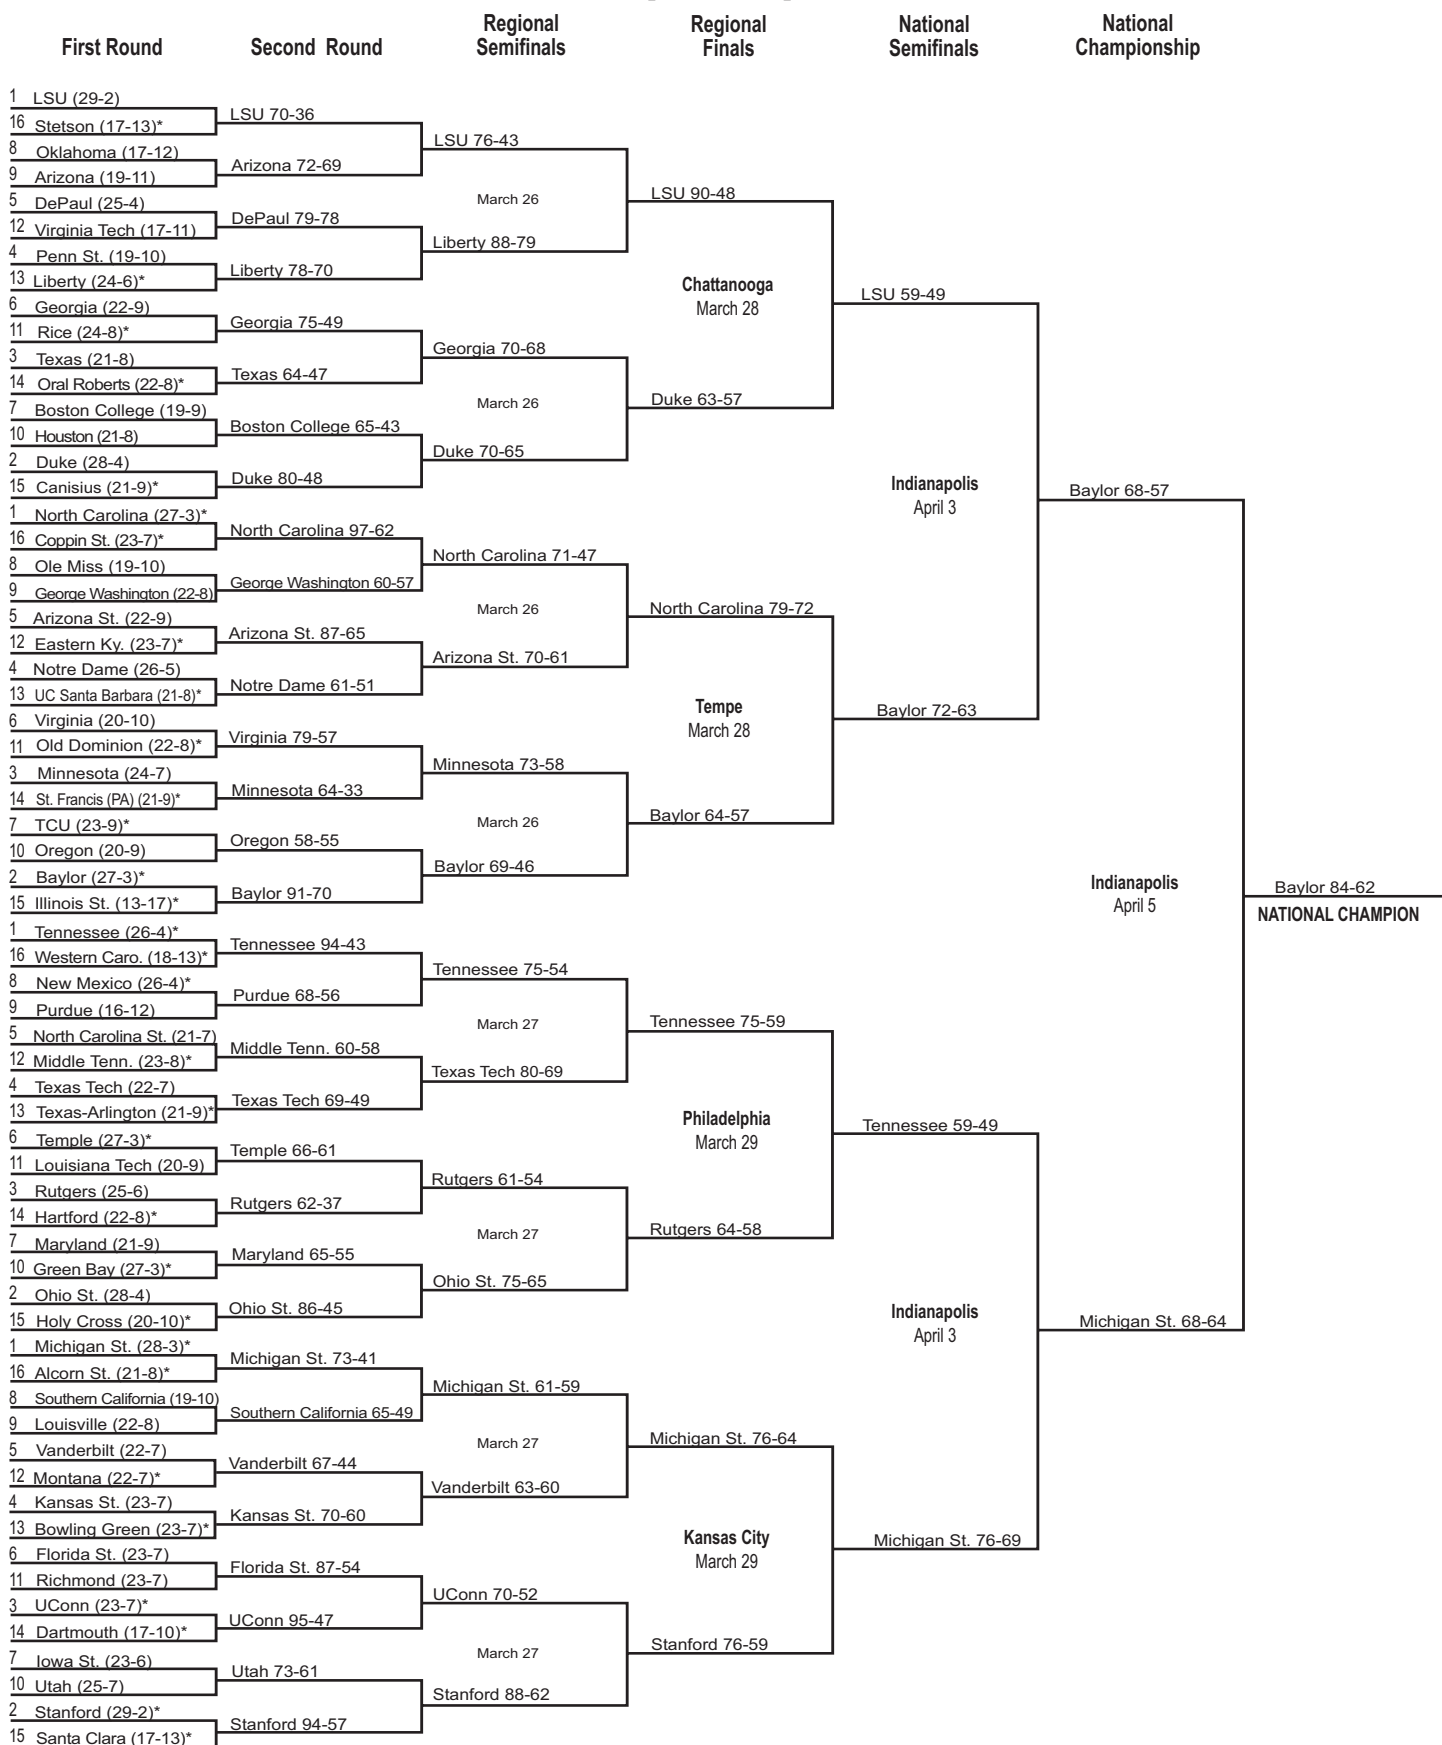 First Round
Second Round
Regional
Semifinals
Regional
Finals
National
Semifinals
National
Championship
1 LSU (29-2)
16 Stetson (17-13)*
8 Oklahoma (17-12)
9 Arizona (19-11)
5 DePaul (25-4)
12 Virginia Tech (17-11)
4 Penn St. (19-10)
13 Liberty (24-6)*
6 Georgia (22-9)
11 Rice (24-8)*
3 Texas (21-8)
14 Oral Roberts (22-8)*
7 Boston College (19-9)
10 Houston (21-8)
2 Duke (28-4)
15 Canisius (21-9)*
1 North Carolina (27-3)*
16 Coppin St. (23-7)*
8 Ole Miss (19-10)
9 George Washington (22-8)
5 Arizona St. (22-9)
12 Eastern Ky. (23-7)*
4 Notre Dame (26-5)
13 UC Santa Barbara (21-8)*
6 Virginia (20-10)
11 Old Dominion (22-8)*
3 Minnesota (24-7)
14 St. Francis (PA) (21-9)*
7 TCU (23-9)*
10 Oregon (20-9)
2 Baylor (27-3)*
15 Illinois St. (13-17)*
1 Tennessee (26-4)*
16 Western Caro. (18-13)*
8 New Mexico (26-4)*
9 Purdue (16-12)
5 North Carolina St. (21-7)
12 Middle Tenn. (23-8)*
4 Texas Tech (22-7)
13 Texas-Arlington (21-9)*
6 Temple (27-3)*
11 Louisiana Tech (20-9)
3 Rutgers (25-6)
14 Hartford (22-8)*
7 Maryland (21-9)
10 Green Bay (27-3)*
2 Ohio St. (28-4)
15 Holy Cross (20-10)*
1 Michigan St. (28-3)*
16 Alcorn St. (21-8)*
8 Southern California (19-10)
9 Louisville (22-8)
5 Vanderbilt (22-7)
12 Montana (22-7)*
4 Kansas St. (23-7)
13 Bowling Green (23-7)*
6 Florida St. (23-7)
11 Richmond (23-7)
3 UConn (23-7)*
14 Dartmouth (17-10)*
7 Iowa St. (23-6)
10 Utah (25-7)
2 Stanford (29-2)*
15 Santa Clara (17-13)*
LSU 70-36
Arizona 72-69
DePaul 79-78
Liberty 78-70
Georgia 75-49
Texas 64-47
Boston College 65-43
Duke 80-48
North Carolina 97-62
George Washington 60-57
Arizona St. 87-65
Notre Dame 61-51
Virginia 79-57
Minnesota 64-33
Oregon 58-55
Baylor 91-70
Tennessee 94-43
Purdue 68-56
Middle Tenn. 60-58
Texas Tech 69-49
Temple 66-61
Rutgers 62-37
Maryland 65-55
Ohio St. 86-45
Michigan St. 73-41
Southern California 65-49
Vanderbilt 67-44
Kansas St. 70-60
Florida St. 87-54
UConn 95-47
Utah 73-61
Stanford 94-57
LSU 76-43
March 26
Liberty 88-79
Georgia 70-68
March 26
Duke 70-65
North Carolina 71-47
March 26
Arizona St. 70-61
Minnesota 73-58
March 26
Baylor 69-46
Tennessee 75-54
March 27
Texas Tech 80-69
Rutgers 61-54
March 27
Ohio St. 75-65
Michigan St. 61-59
March 27
Vanderbilt 63-60
UConn 70-52
March 27
Stanford 88-62
LSU 90-48
Chattanooga
March 28
Duke 63-57
North Carolina 79-72
Tempe
March 28
Baylor 64-57
Tennessee 75-59
Philadelphia
March 29
Rutgers 64-58
Michigan St. 76-64
Kansas City
March 29
Stanford 76-59
LSU 59-49
Indianapolis
April 3
Baylor 72-63
Tennessee 59-49
Indianapolis
April 3
Michigan St. 76-69
Baylor 68-57
Indianapolis
April 5
Michigan St. 68-64
Baylor 84-62
NATIONAL CHAMPION